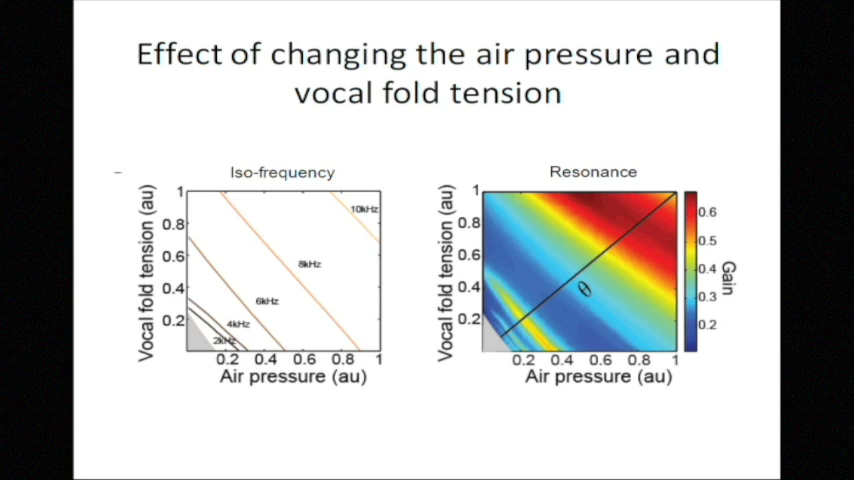 Effect of changing the air pressure and
vocal fold tension
Iso-frequency
Vocal fold tension (au)
1
0.8
0.6
0.4
0.2
10kHz
8kHz
6kHz
4kHz
2kHz
0.2 0.4 0.6 0.8 1
Air pressure (au)
Resonance
Vocal fold tension (au)
1
0.8
0.6
0.4
0.2
θ
0.2 0.4 0.6 0.8 1
Air pressure (au)
0.6
0.5
0.4
0.3
0.2
Gain